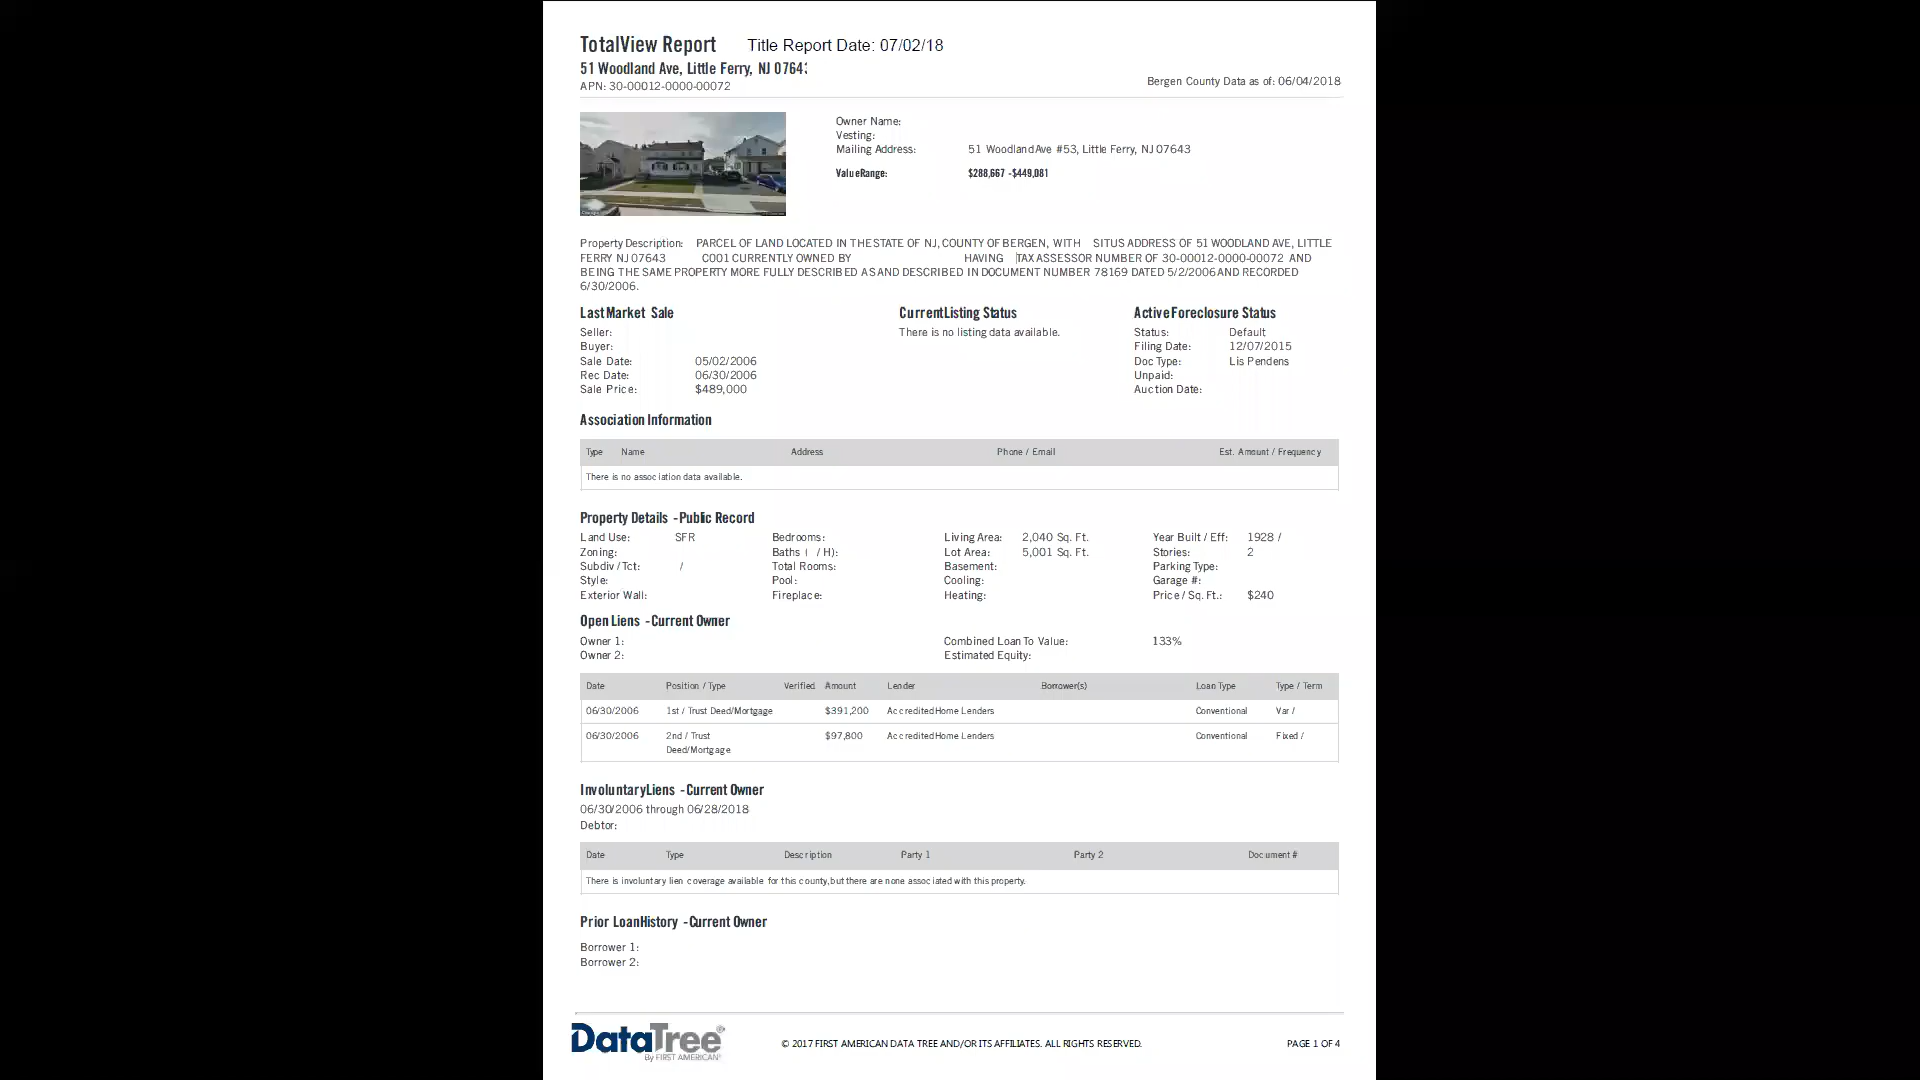 TotalView Report Title Report Date: 07/02/18
51 Woodland Ave, Little Ferry, NJ 07643
APN: 30-00012-0000-00072
Bergen County Data as of: 06/04/2018
Owner Name:
Vesting:
Mailing Address: 51 Woodland Ave #53, Little Ferry, NJ 07643
Value Range: $288,667 - $449,081
Property Description: PARCEL OF LAND LOCATED IN THE STATE OF NJ, COUNTY OF BERGEN, WITH SITUS ADDRESS OF 51 WOODLAND AVE, LITTLE
FERRY NJ 07643 C001 CURRENTLY OWNED BY HAVING TAX ASSESSOR NUMBER OF 30-00012-0000-00072 AND
BEING THE SAME PROPERTY MORE FULLY DESCRIBED AS AND DESCRIBED IN DOCUMENT NUMBER 78169 DATED 5/2/2006 AND RECORDED
6/30/2006.
Last Market Sale
Seller:
Buyer:
Sale Date: 05/02/2006
Rec Date: 06/30/2006
Sale Price: $489,000
Current Listing Status
There is no listing data available.
Active Foreclosure Status
Status: Default
Filing Date: 12/07/2015
Doc Type: Lis Pendens
Unpaid:
Auction Date:
Association Information
Type Name Address Phone / Email Est. Amount / Frequency
There is no association data available.
Property Details - Public Record
Land Use: SFR Bedrooms: Living Area: 2,040 Sq. Ft. Year Built / Eff: 1928 /
Zoning: Baths ( / H): Lot Area: 5,001 Sq. Ft. Stories: 2
Subdiv / Tct: / Total Rooms: Basement: Parking Type:
Style: Pool: Cooling: Garage #:
Exterior Wall: Fireplace: Heating: Price / Sq. Ft.: $240
Open Liens - Current Owner
Owner 1: Combined Loan To Value: 133%
Owner 2: Estimated Equity:
Date Position / Type Verified Amount Lender Borrower(s) Loan Type Type / Term
06/30/2006 1st / Trust Deed/Mortgage $391,200 Accredited Home Lenders Conventional Var /
06/30/2006 2nd / Trust $97,800 Accredited Home Lenders Conventional Fixed /
Deed/Mortgage
Involuntary Liens - Current Owner
06/30/2006 through 06/28/2018
Debtor:
Date Type Description Party 1 Party 2 Document #
There is involuntary lien coverage available for this county, but there are none associated with this property.
Prior Loan History - Current Owner
Borrower 1:
Borrower 2:
DataTree®
By FIRST AMERICAN®
© 2017 FIRST AMERICAN DATA TREE AND/OR ITS AFFILIATES. ALL RIGHTS RESERVED.
PAGE 1 OF 4